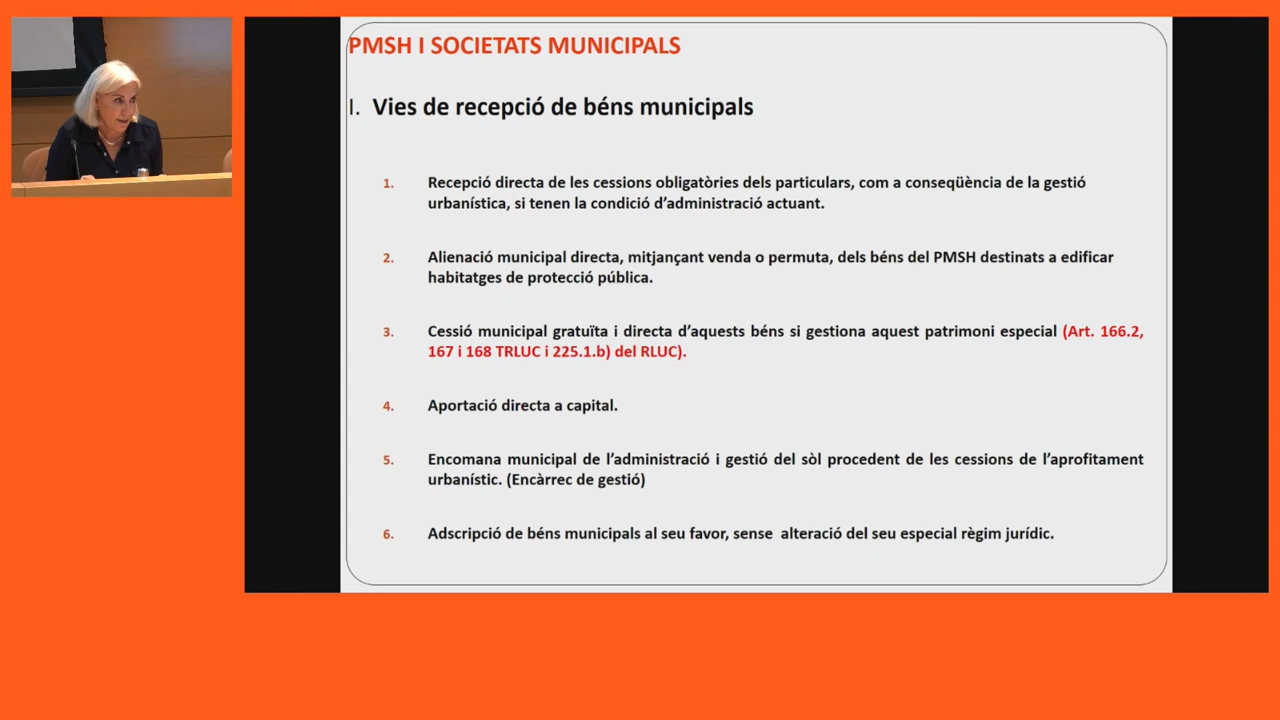 PMSH I SOCIETATS MUNICIPALS
I. Vies de recepció de béns municipals
1. Recepció directa de les cessions obligatòries dels particulars, com a conseqüència de la gestió
urbanística, si tenen la condició d'administració actuant.
2. Alienació municipal directa, mitjançant venda o permuta, dels béns del PMSH destinats a edificar
habitatges de protecció pública.
3. Cessió municipal gratuïta i directa d'aquests béns si gestiona aquest patrimoni especial (Art. 166.2,
167 i 168 TRLUC i 225.1.b) del RLUC).
4. Aportació directa a capital.
5. Encomana municipal de l'administració i gestió del sòl procedent de les cessions de l'aprofitament
urbanístic. (Encàrrec de gestió)
6. Adscripció de béns municipals al seu favor, sense alteració del seu especial règim jurídic.